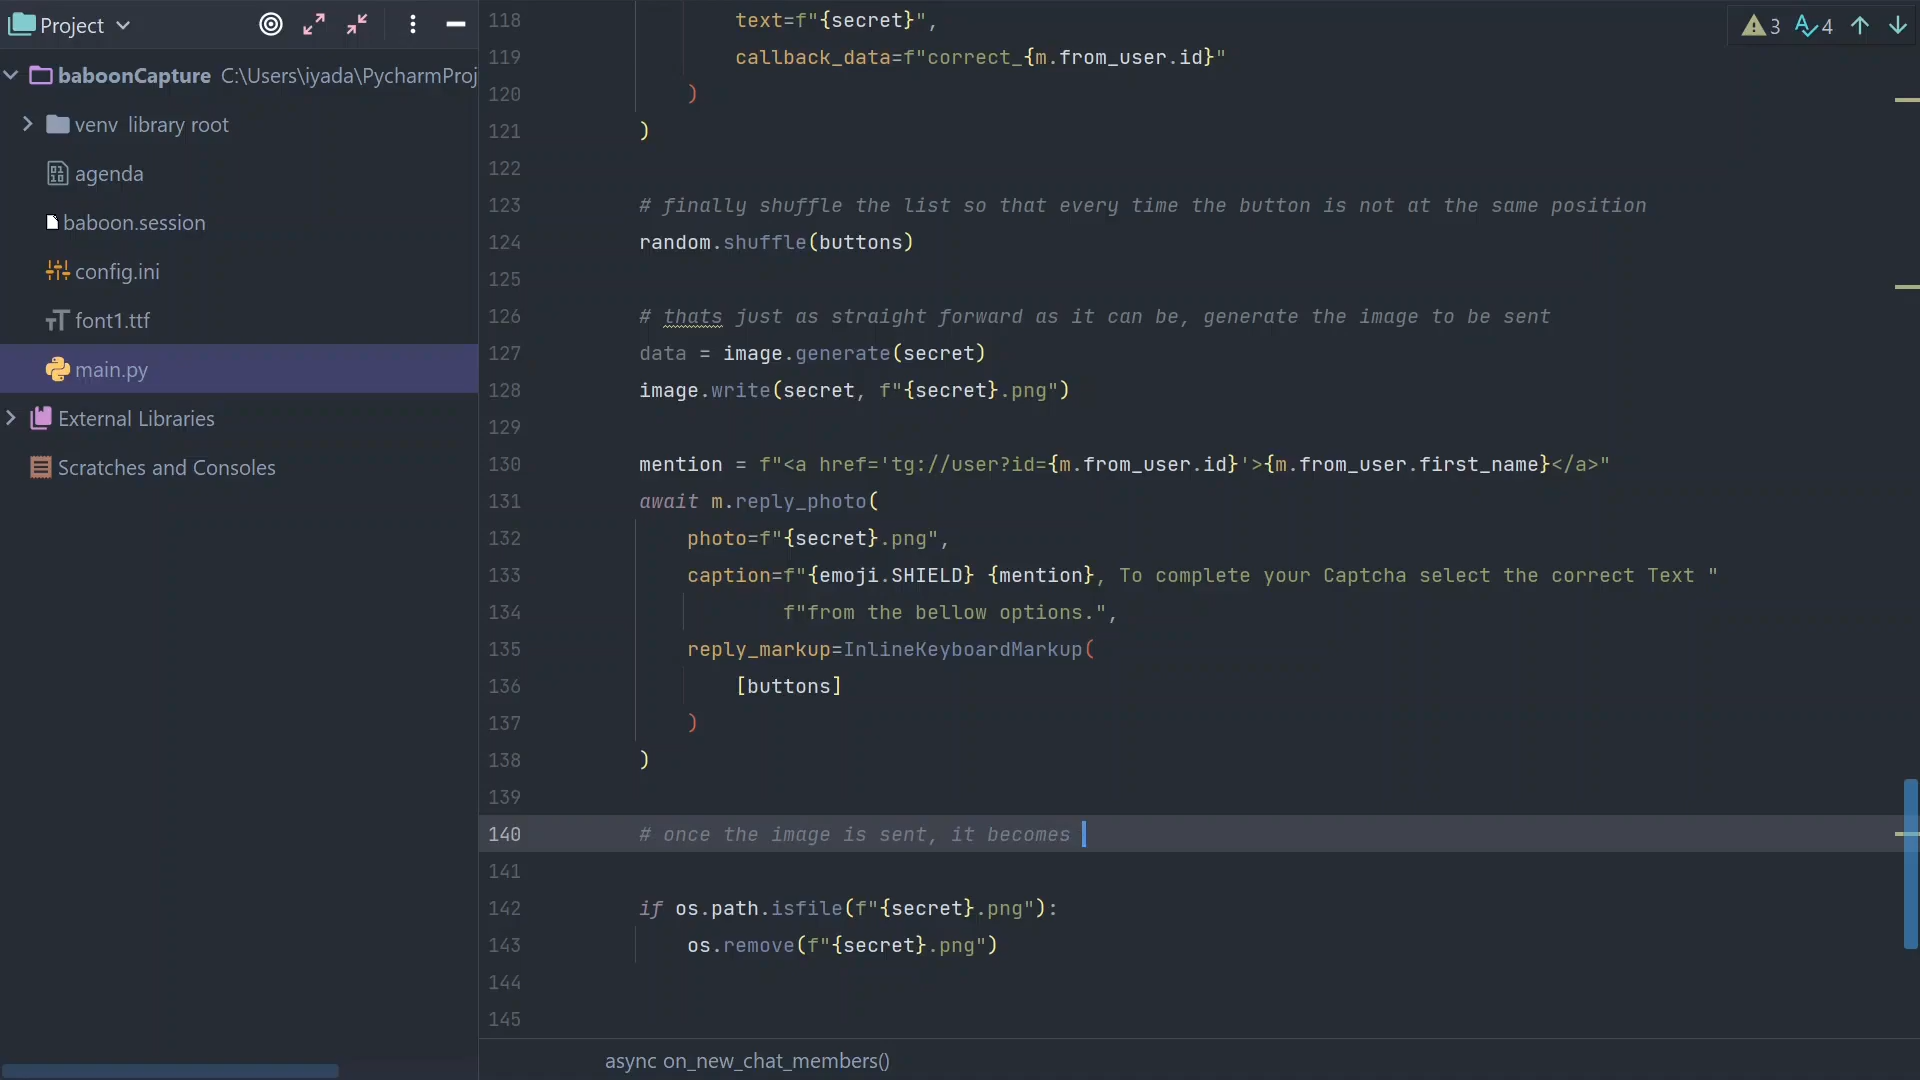 Project
baboonCapture C:\Users\iyada\PycharmProj
venv library root
agenda
baboon.session
config.ini
font1.ttf
main.py
External Libraries
Scratches and Consoles
3 4
118 text=f"{secret}",
119 callback_data=f"correct_{m.from_user.id}"
120 )
121 )
122
123 # finally shuffle the list so that every time the button is not at the same position
124 random.shuffle(buttons)
125
126 # thats just as straight forward as it can be, generate the image to be sent
127 data = image.generate(secret)
128 image.write(secret, f"{secret}.png")
129
130 mention = f"<a href='tg://user?id={m.from_user.id}'>{m.from_user.first_name}</a>"
131 await m.reply_photo(
132 photo=f"{secret}.png",
133 caption=f"{emoji.SHIELD} {mention}, To complete your Captcha select the correct Text "
134 f"from the bellow options.",
135 reply_markup=InlineKeyboardMarkup(
136 [buttons]
137 )
138 )
139
140 # once the image is sent, it becomes
141
142 if os.path.isfile(f"{secret}.png"):
143 os.remove(f"{secret}.png")
144
145
async on_new_chat_members()